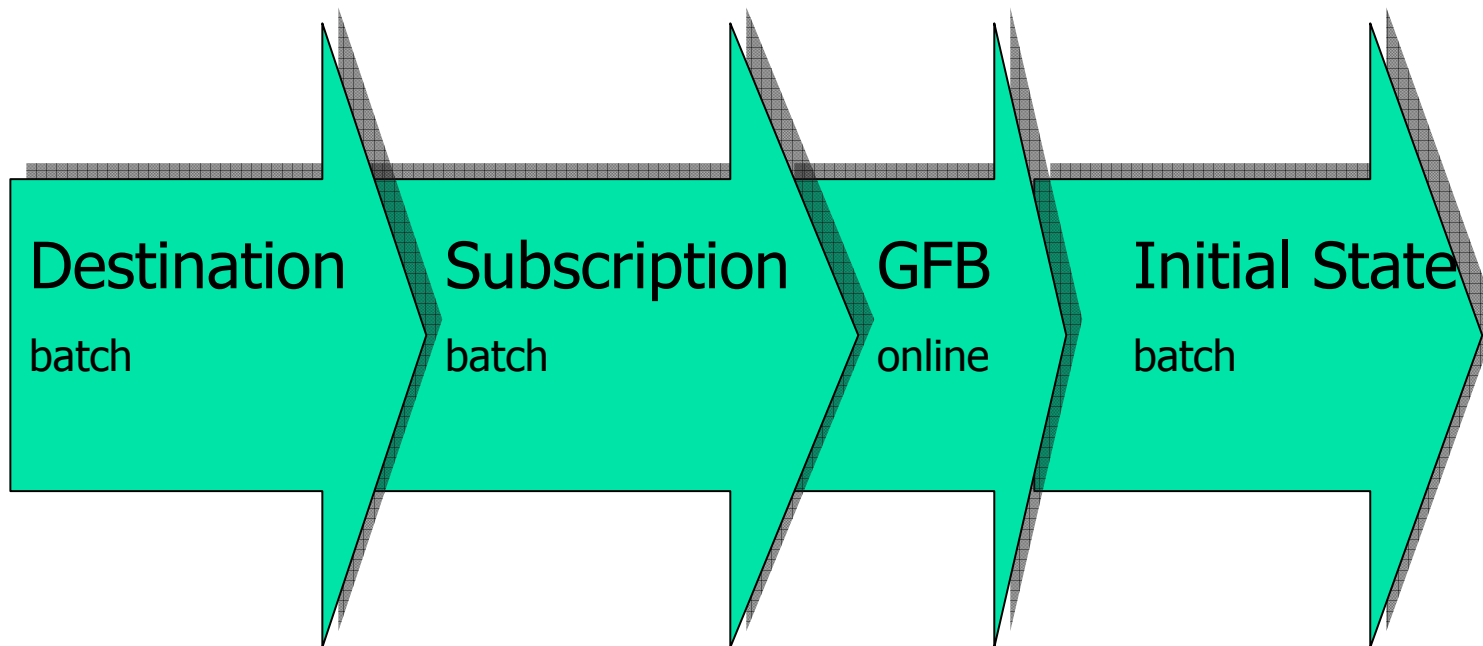 Destination
batch
Subscription
batch
GFB
online
Initial State
batch